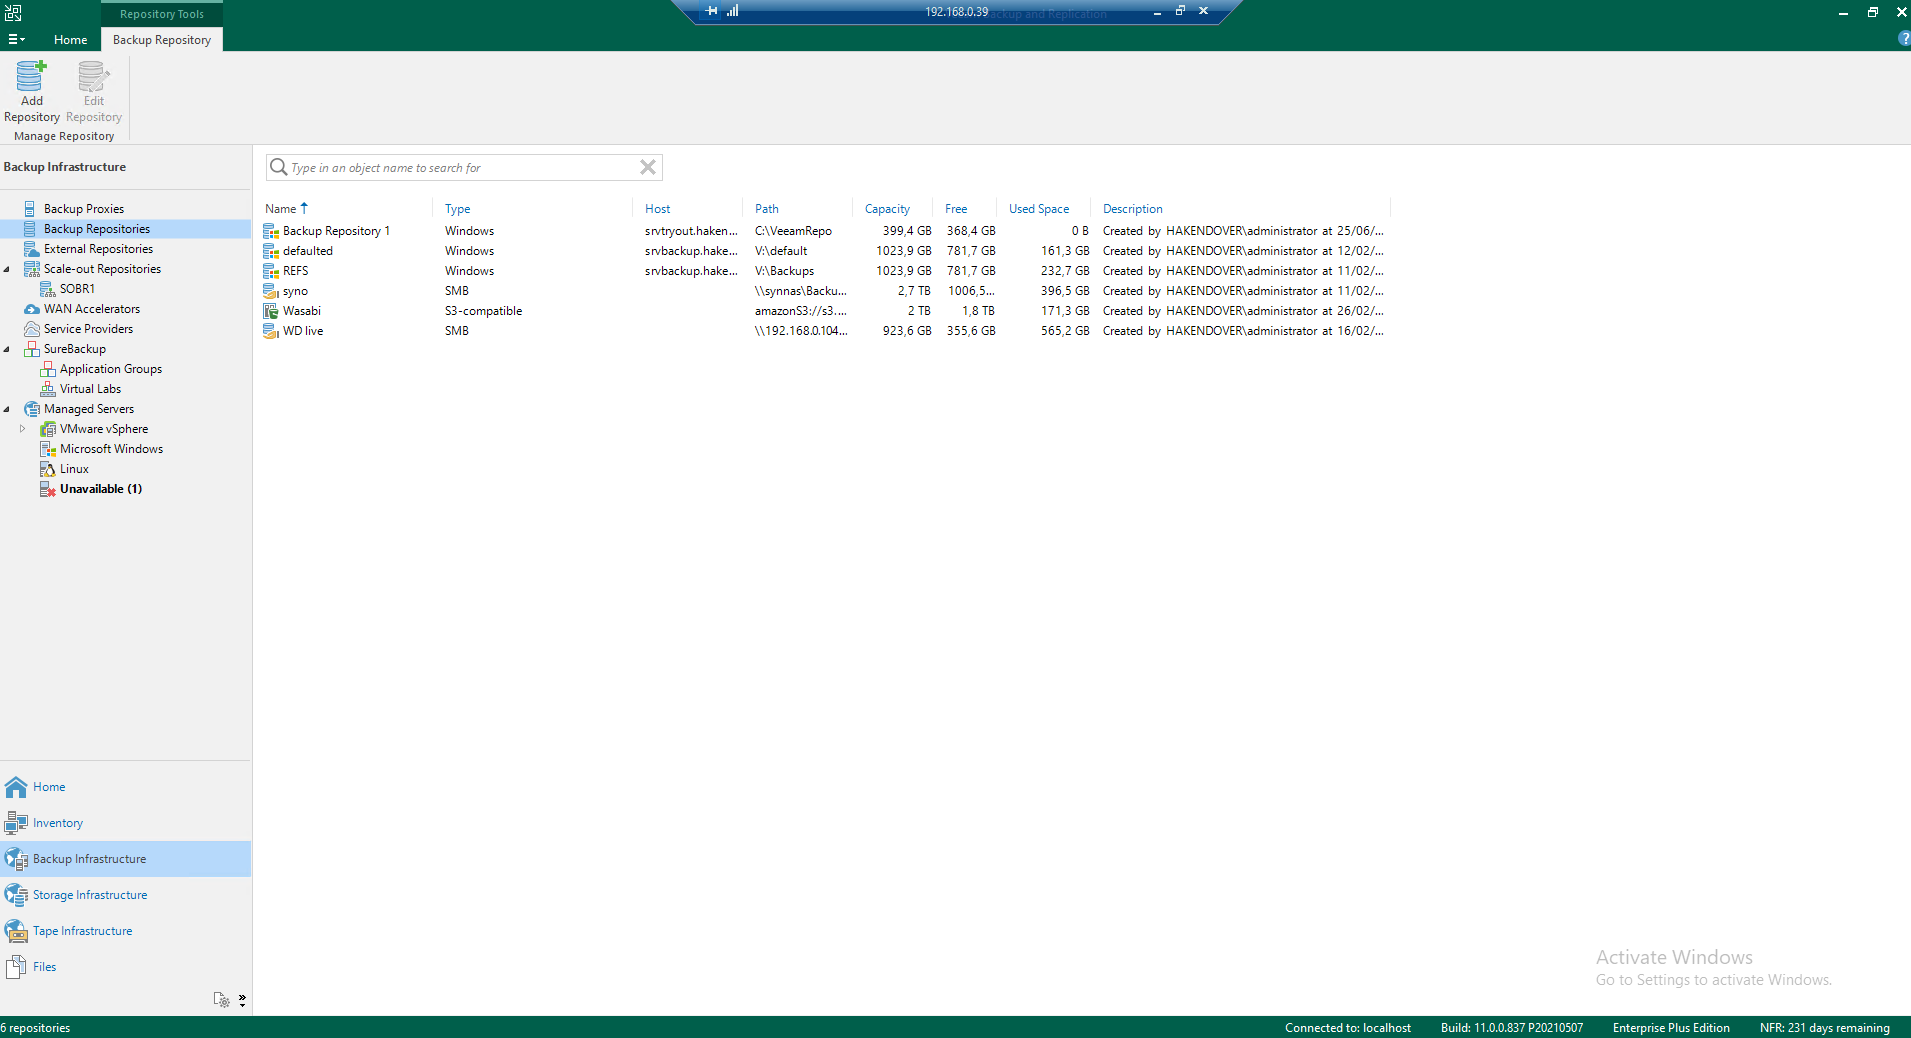 Repository Tools
192.168.0.39
Backup and Replication
Home
Backup Repository
Add Repository
Edit Repository
Manage Repository
Backup Infrastructure
Type in an object name to search for
Backup Proxies
Backup Repositories
External Repositories
Scale-out Repositories
SOBR1
WAN Accelerators
Service Providers
SureBackup
Application Groups
Virtual Labs
Managed Servers
VMware vSphere
Microsoft Windows
Linux
Unavailable (1)
Name Type Host Path Capacity Free Used Space Description
Backup Repository 1 Windows srvtryout.haken... C:\VeeamRepo 399,4 GB 368,4 GB 0 B Created by HAKENDOVER\administrator at 25/06/...
defaulted Windows srvbackup.hake... V:\default 1023,9 GB 781,7 GB 161,3 GB Created by HAKENDOVER\administrator at 12/02/...
REFS Windows srvbackup.hake... V:\Backups 1023,9 GB 781,7 GB 232,7 GB Created by HAKENDOVER\administrator at 11/02/...
syno SMB \\synnas\Backu... 2,7 TB 1006,5... 396,5 GB Created by HAKENDOVER\administrator at 11/02/...
Wasabi S3-compatible amazonS3://s3.... 2 TB 1,8 TB 171,3 GB Created by HAKENDOVER\administrator at 26/02/...
WD live SMB \\192.168.0.104... 923,6 GB 355,6 GB 565,2 GB Created by HAKENDOVER\administrator at 16/02/...
Home
Inventory
Backup Infrastructure
Storage Infrastructure
Tape Infrastructure
Files
Activate Windows
Go to Settings to activate Windows.
6 repositories
Connected to: localhost Build: 11.0.0.837 P20210507 Enterprise Plus Edition NFR: 231 days remaining